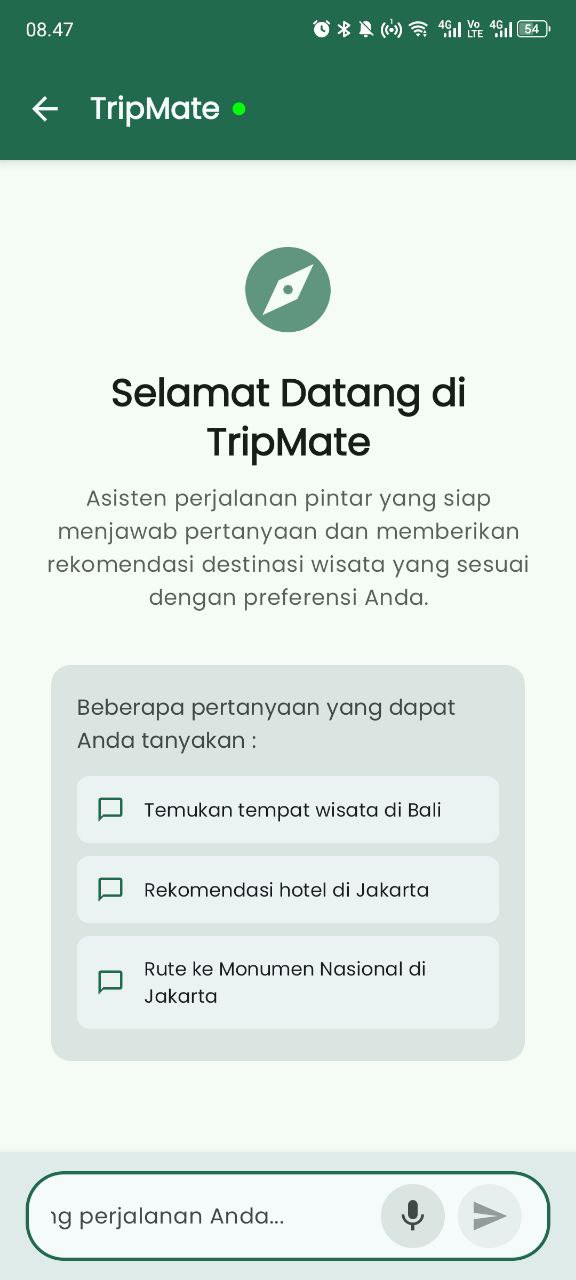 08.47
4G Vo LTE 4G 54
TripMate
Selamat Datang di
TripMate
Asisten perjalanan pintar yang siap
menjawab pertanyaan dan memberikan
rekomendasi destinasi wisata yang sesuai
dengan preferensi Anda.
Beberapa pertanyaan yang dapat
Anda tanyakan :
Temukan tempat wisata di Bali
Rekomendasi hotel di Jakarta
Rute ke Monumen Nasional di
Jakarta
perjalanan Anda...